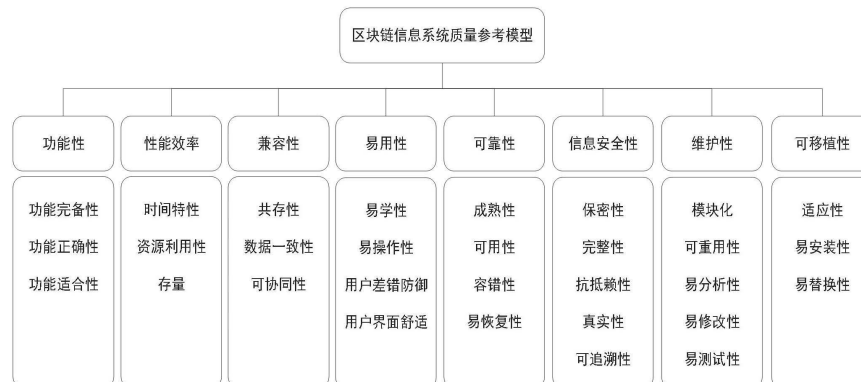 区块链信息系统质量参考模型
功能性
性能效率
兼容性
易用性
可靠性
信息安全性
维护性
可移植性
功能完备性
功能正确性
功能适合性
时间特性
资源利用性
存量
共存性
数据一致性
可协同性
易学性
易操作性
用户差错防御
用户界面舒适
成熟性
可用性
容错性
易恢复性
保密性
完整性
抗抵赖性
真实性
可追溯性
模块化
可重用性
易分析性
易修改性
易测试性
适应性
易安装性
易替换性